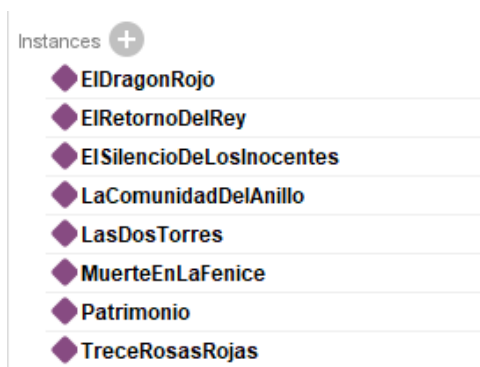 Instances
ElDragonRojo
ElRetornoDelRey
ElSilencioDeLosInocentes
LaComunidadDelAnillo
LasDosTorres
MuerteEnLaFenice
Patrimonio
TreceRosasRojas